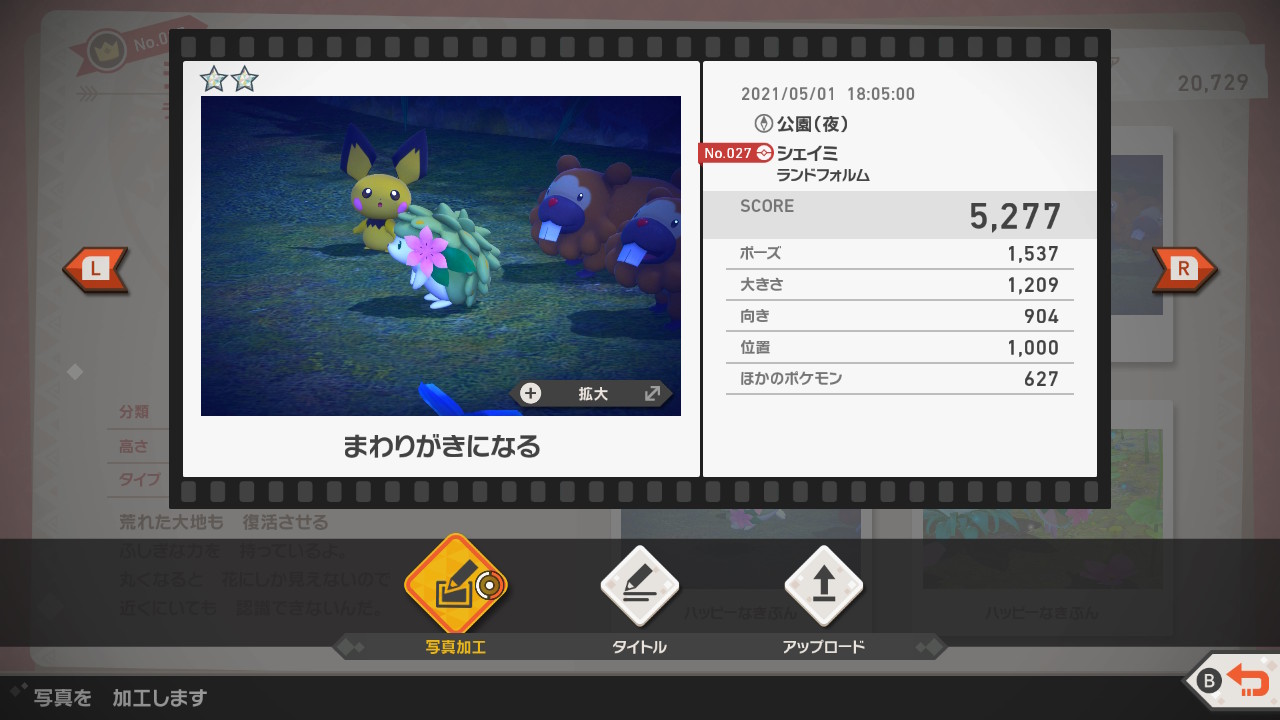 No.0
20,729
2021/05/01 18:05:00
公園(夜)
No.027 シェイミ
ランドフォルム
SCORE 5,277
ポーズ 1,537
大きさ 1,209
向き 904
位置 1,000
ほかのポケモン 627
L
R
拡大
まわりがきになる
分類
高さ
タイプ
荒れた大地も 復活させる
ふしぎな力を 持っているよ。
丸くなると 花にしか見えないので
近くにいても 認識できないんだ。
ハッピーなきぶん
ハッピーなきぶん
写真加工
タイトル
アップロード
写真を 加工します
B